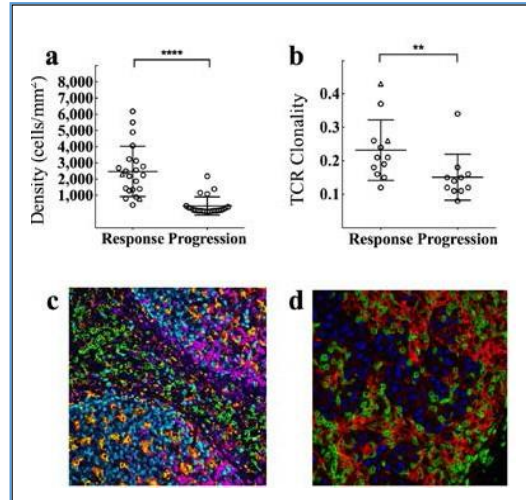 a
****
Density (cells/mm²)
8,000
7,000
6,000
5,000
4,000
3,000
2,000
1,000
Response Progression
b
**
TCR Clonality
0.4
0.3
0.2
0.1
Response Progression
c
d